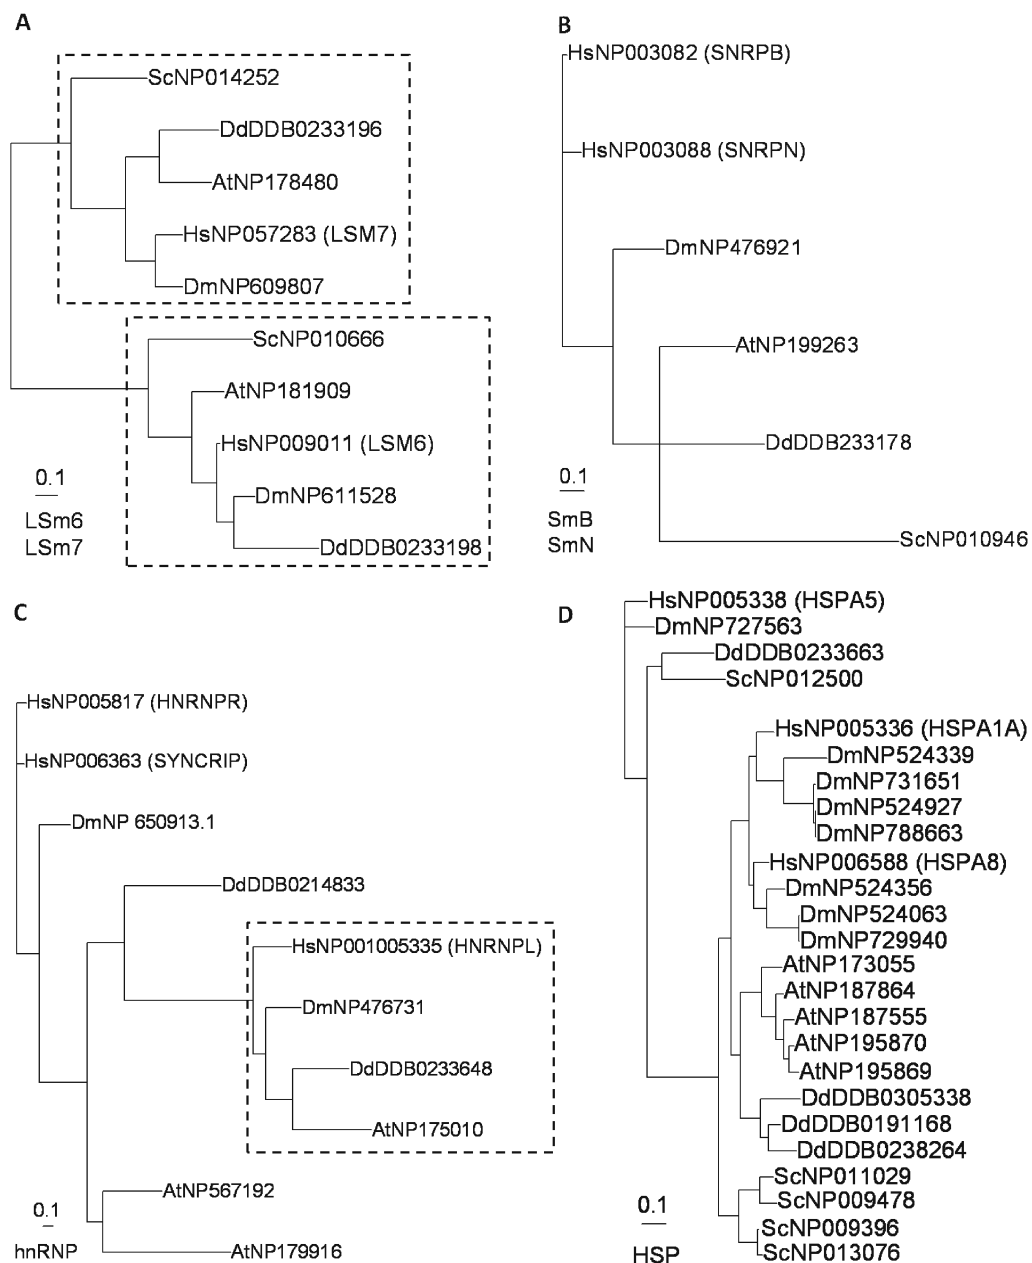 A
ScNP014252
DdDDB0233196
AtNP178480
HsNP057283 (LSM7)
DmNP609807
ScNP010666
AtNP181909
HsNP009011 (LSM6)
DmNP611528
DdDDB0233198
0.1
LSm6
LSm7
B
HsNP003082 (SNRPB)
HsNP003088 (SNRPN)
DmNP476921
AtNP199263
DdDDB233178
ScNP010946
0.1
SmB
SmN
C
HsNP005817 (HNRNPR)
HsNP006363 (SYNCRIP)
DmNP 650913.1
DdDDB0214833
HsNP001005335 (HNRNPL)
DmNP476731
DdDDB0233648
AtNP175010
AtNP567192
AtNP179916
0.1
hnRNP
D
HsNP005338 (HSPA5)
DmNP727563
DdDDB0233663
ScNP012500
HsNP005336 (HSPA1A)
DmNP524339
DmNP731651
DmNP524927
DmNP788663
HsNP006588 (HSPA8)
DmNP524356
DmNP524063
DmNP729940
AtNP173055
AtNP187864
AtNP187555
AtNP195870
AtNP195869
DdDDB0305338
DdDDB0191168
DdDDB0238264
ScNP011029
ScNP009478
ScNP009396
ScNP013076
0.1
HSP